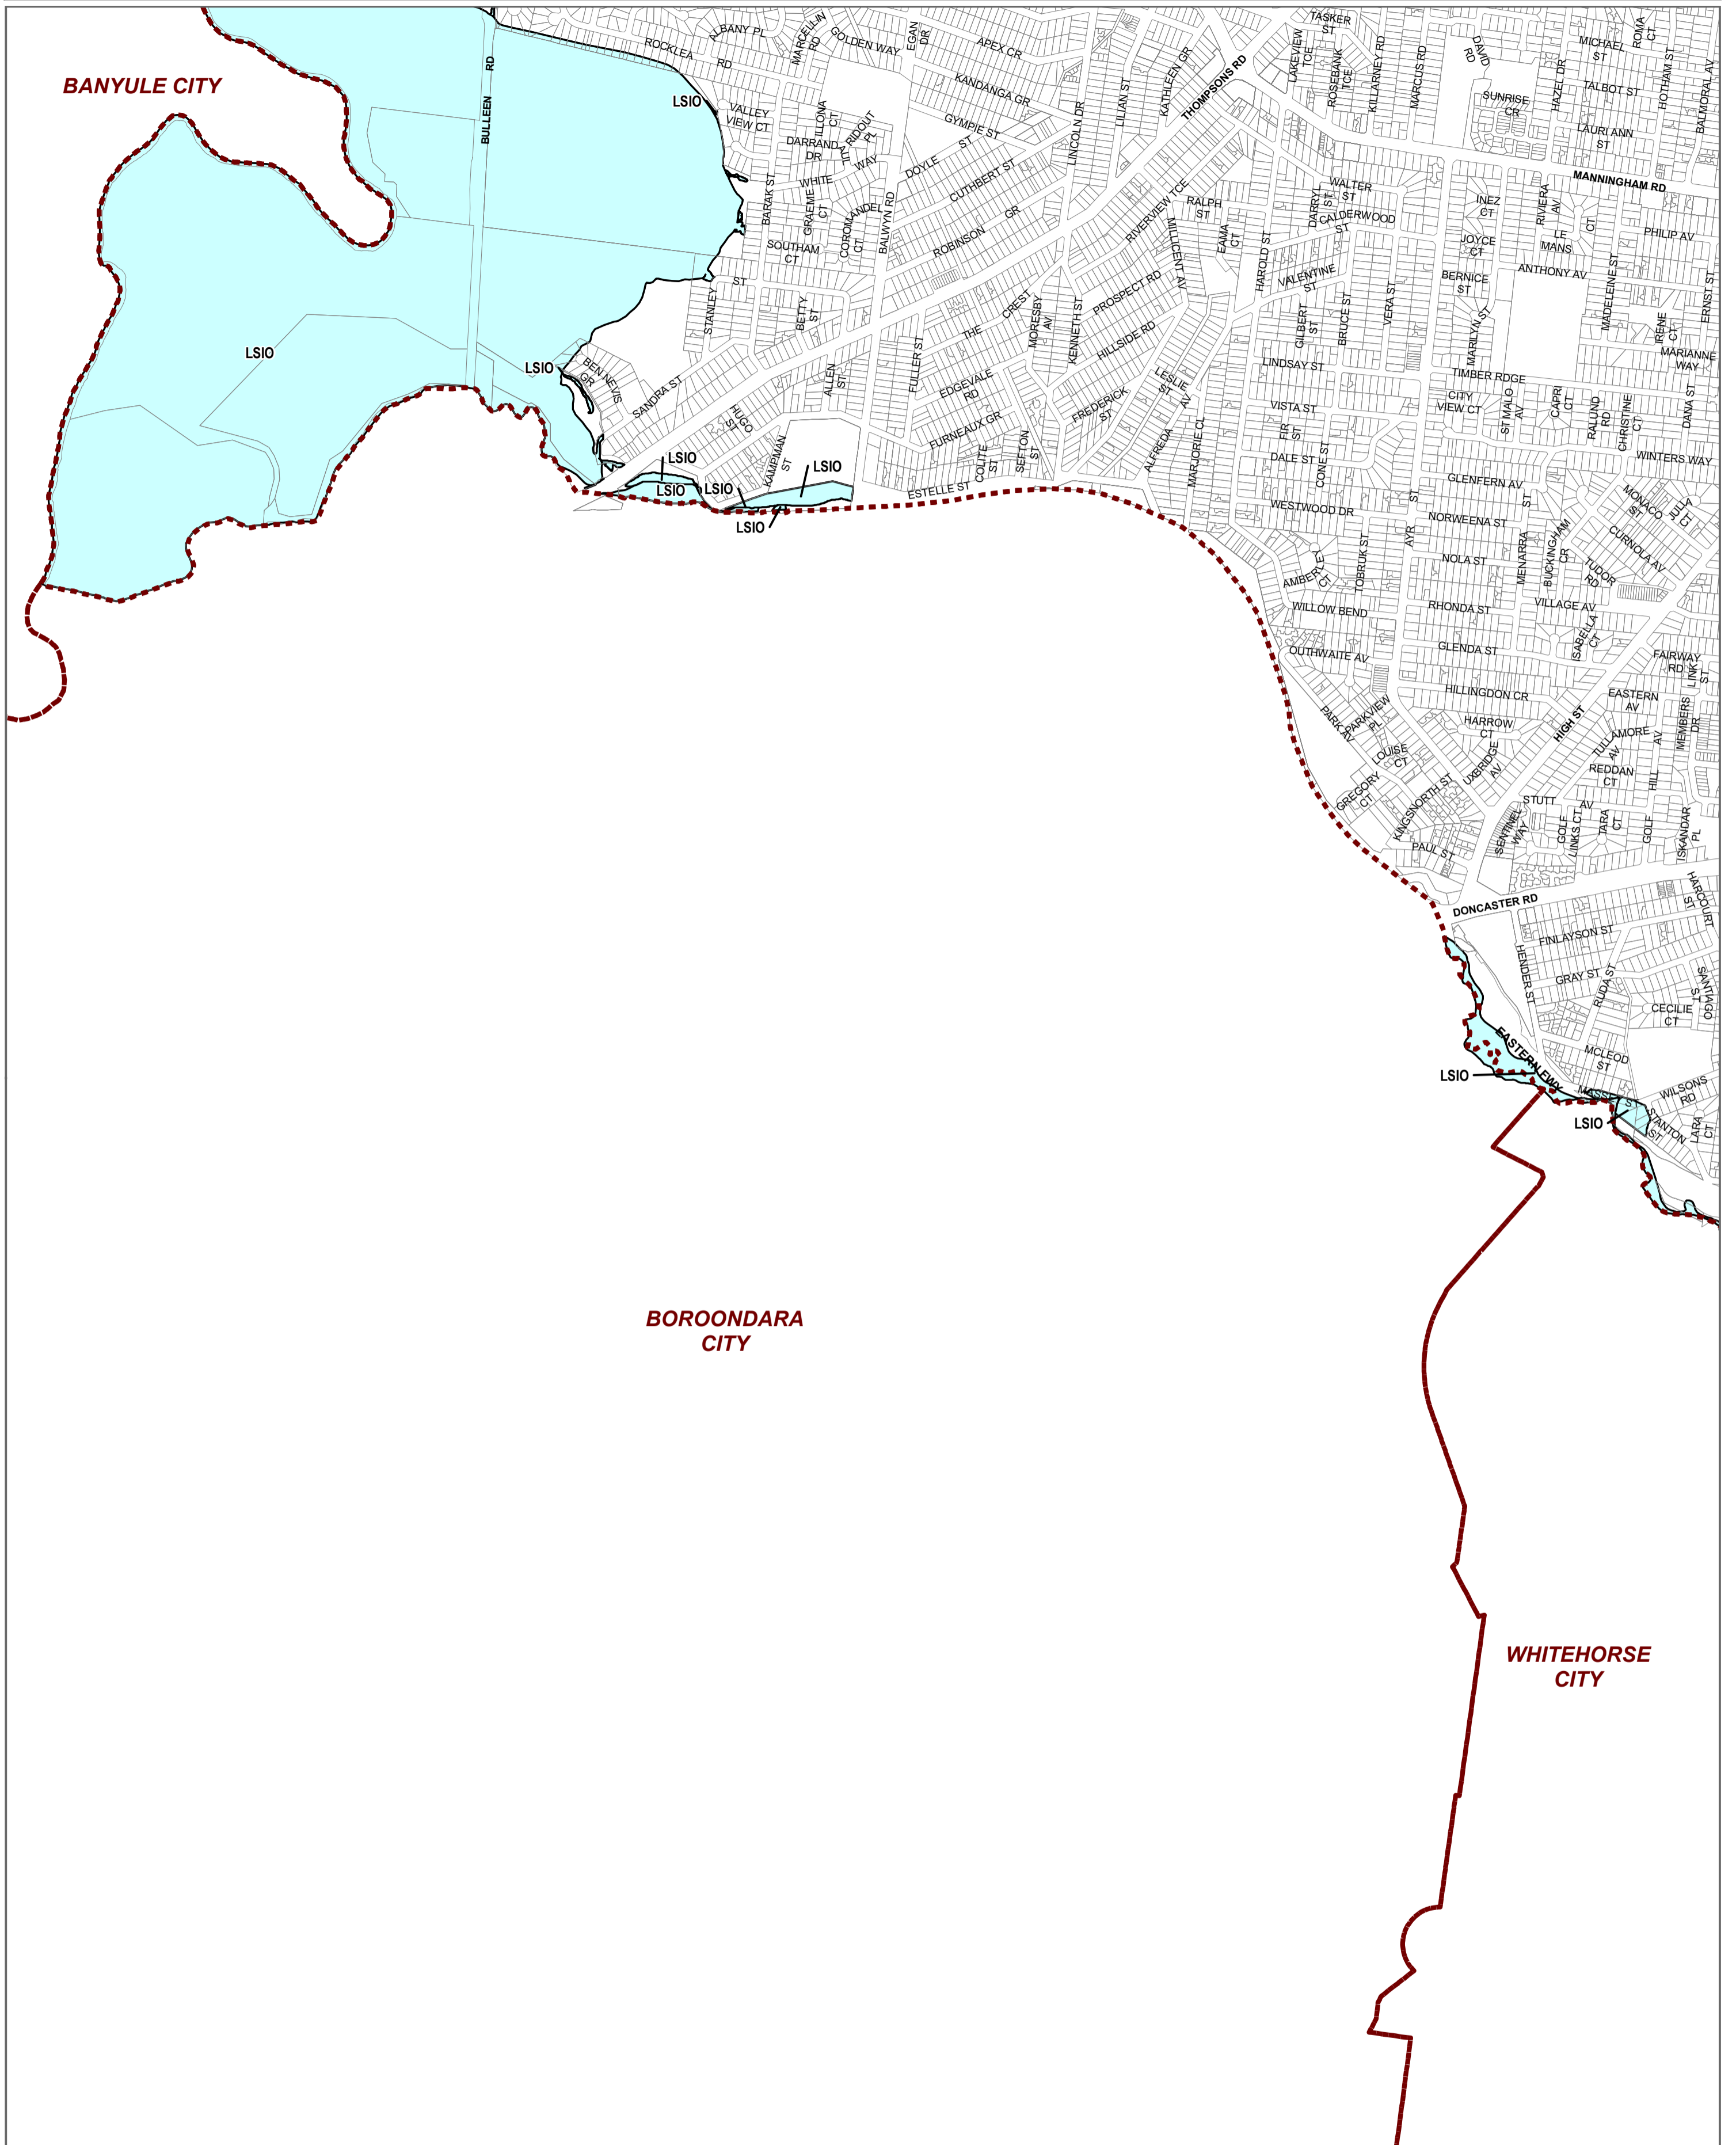 BANYULE CITY
BULLEEN
RD
LSIO
ROCKLEA
RD
ALBANY PL
MARCELLIN
RD
GOLDEN WAY
EGAN
DR
APEX CR
KANDANGA GR
GYMPIE ST
LINCOLN DR
LILIAN ST
KATHLEEN GR
THOMPSONS RD
LAKEVIEW
TCE
TASKER
ST
ROSEBANK
TCE
KILLARNEY RD
MARCUS RD
DAVID
RD
SUNRISE
CR
HAZEL DR
MICHAEL
ST
ROMA
CT
TALBOT ST
HOTHAM ST
BALMORAL AV
LAURI ANN
ST
MANNINGHAM RD
VALLEY
VIEW CT
ILLONA
CT
RIDOUT
PL
DARRAND
DR
WHITE
WAY
DOYLE
ST
CUTHBERT ST
BARAK ST
GRAEME
CT
COROMANDEL
CT
BALWYN RD
ROBINSON
GR
RIVERVIEW TCE
RALPH
ST
MILLICENT AV
EAMA
CT
HAROLD ST
DARRYL
ST
WALTER
ST
CALDERWOOD
ST
INEZ
CT
RIVIERA
AV
LE
MANS
CT
PHILIP AV
JOYCE
CT
ANTHONY AV
BERNICE
ST
MADELEINE ST
ERNST ST
SOUTHAM
CT
ST
STANLEY
BETTY
ST
THE
CREST
MORESBY
AV
KENNETH ST
PROSPECT RD
HILLSIDE RD
VALENTINE
ST
GILBERT
ST
BRUCE ST
VERA ST
MARILYN ST
IRENE
CT
MARIANNE
WAY
LSIO
LSIO
BEN NEVIS
GR
SANDRA ST
HUGO
ST
ALLEN
ST
FULLER ST
EDGEVALE
RD
FURNEAUX GR
FREDERICK
ST
LESLIE
ST
ALFREDA
AV
MARJORIE CL
LINDSAY ST
TIMBER RDGE
VISTA ST
CITY
VIEW CT
ST MALO
AV
CAPRI
CT
RALUND
RD
CHRISTINE
CT
DANA ST
FIR
ST
DALE ST
CONE ST
WINTERS WAY
KAMPMAN
ST
COLITE
ST
SEFTON
ST
ESTELLE ST
LSIO
LSIO
LSIO
LSIO
LSIO
GLENFERN AV
WESTWOOD DR
AYR
ST
NORWEENA ST
MENARRA
ST
MONACO
ST
JULIA
CT
CURNOLA AV
BUCKINGHAM
CR
TUDOR
RD
NOLA ST
AMBERLEY
CT
TOBRUK ST
WILLOW BEND
RHONDA ST
VILLAGE AV
ISABELLA
CT
OUTHWAITE AV
GLENDA ST
FAIRWAY
RD
LINK
ST
HILLINGDON CR
EASTERN
AV
PARK AV
PARKVIEW
PL
HARROW
CT
HIGH ST
TULLAMORE
AV
AV
MEMBERS
DR
LOUISE
CT
UXBRIDGE
AV
REDDAN
CT
HILL
GREGORY
CT
KINGSNORTH ST
STUTT
AV
SENTINEL
WAY
GOLF
LINKS CT
TARA
CT
GOLF
ISKANDAR
PL
PAUL ST
DONCASTER RD
HARCOURT
ST
FINLAYSON ST
HENDER ST
GRAY ST
RUDA ST
SANTIAGO
ST
CECILIE
CT
EASTERN FWY
MCLEOD
ST
LSIO
MASSEY ST
WILSONS
RD
LSIO
STANTON
ST
LARA
CT
BOROONDARA
CITY
WHITEHORSE
CITY